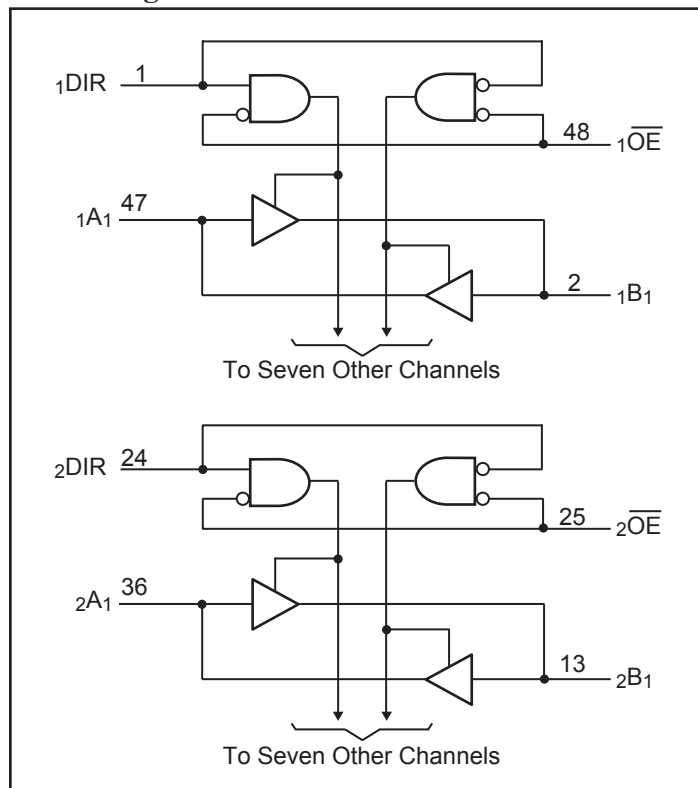 1DIR 1
48 1OE
1A1 47
2 1B1
To Seven Other Channels
2DIR 24
25 2OE
2A1 36
13 2B1
To Seven Other Channels